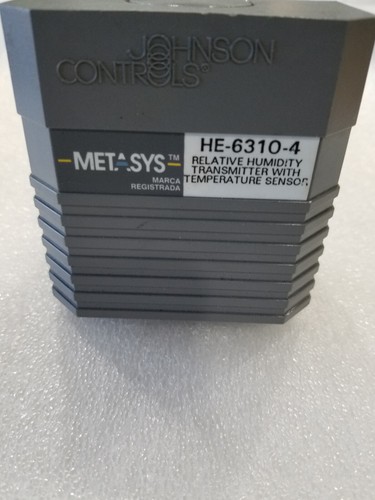 JOHNSON
CONTROLS®
METASYS™
MARCA
REGISTRADA
HE-6310-4
RELATIVE HUMIDITY
TRANSMITTER WITH
TEMPERATURE SENSOR